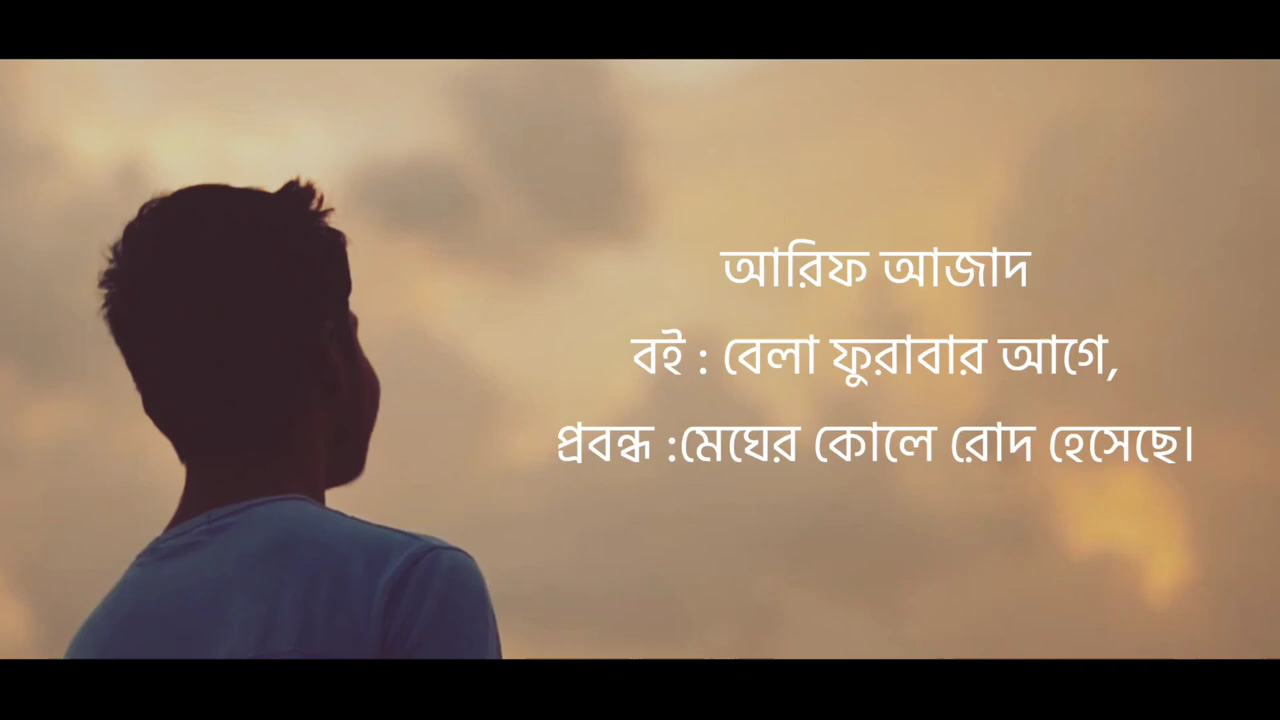 আরিফ আজাদ
বই : বেলা ফুরাবার আগে,
প্রবন্ধ :মেঘের কোলে রোদ হেসেছে।